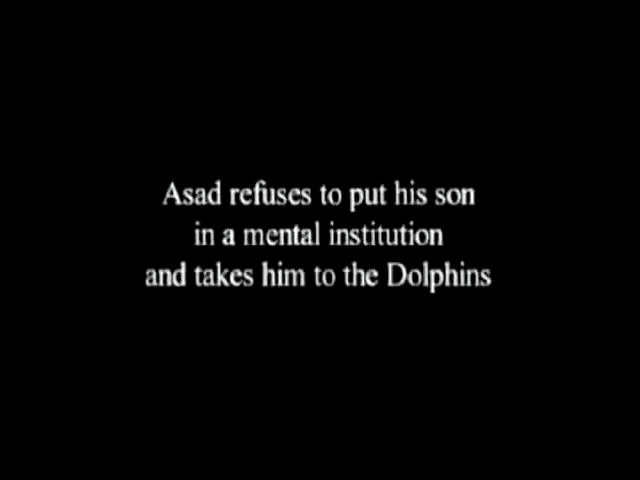 Asad refuses to put his son
in a mental institution
and takes him to the Dolphins